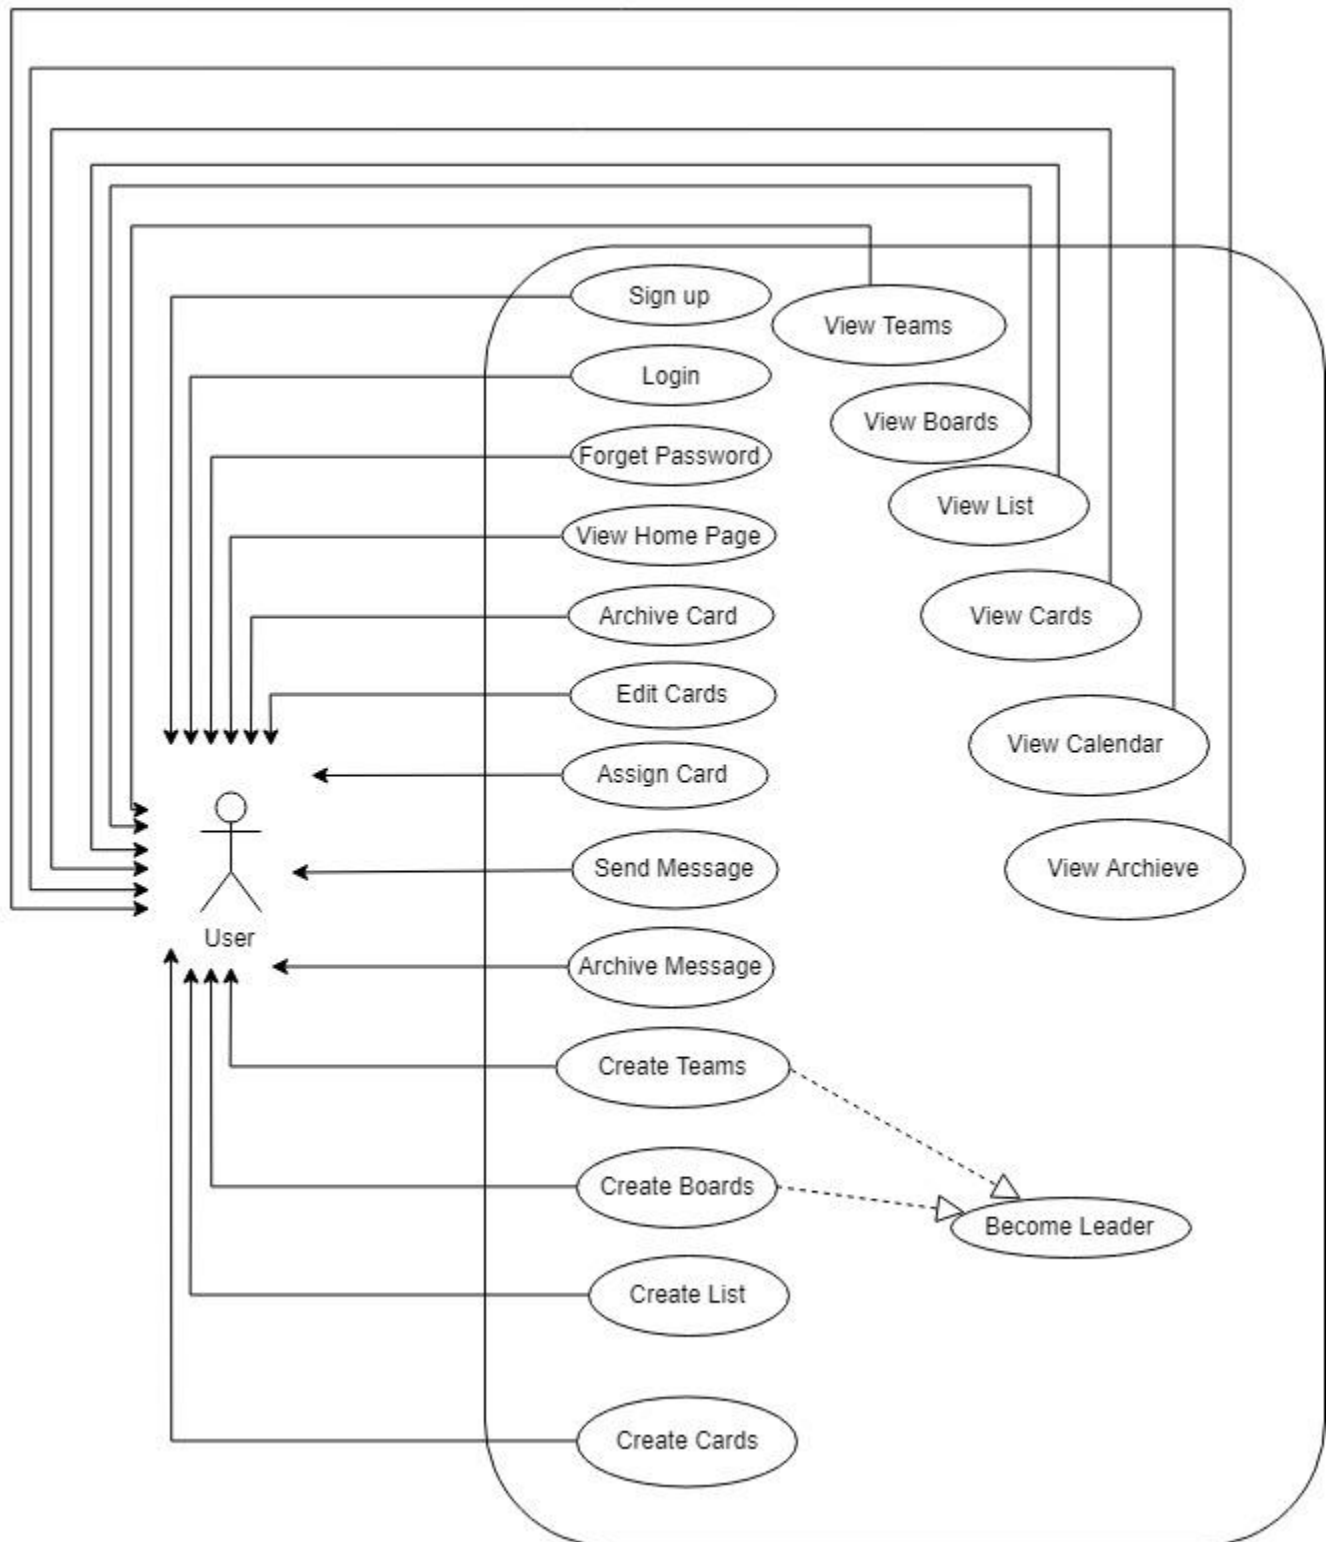 Sign up
View Teams
Login
View Boards
Forget Password
View List
View Home Page
Archive Card
View Cards
Edit Cards
View Calendar
Assign Card
Send Message
View Archieve
User
Archive Message
Create Teams
Create Boards
Become Leader
Create List
Create Cards